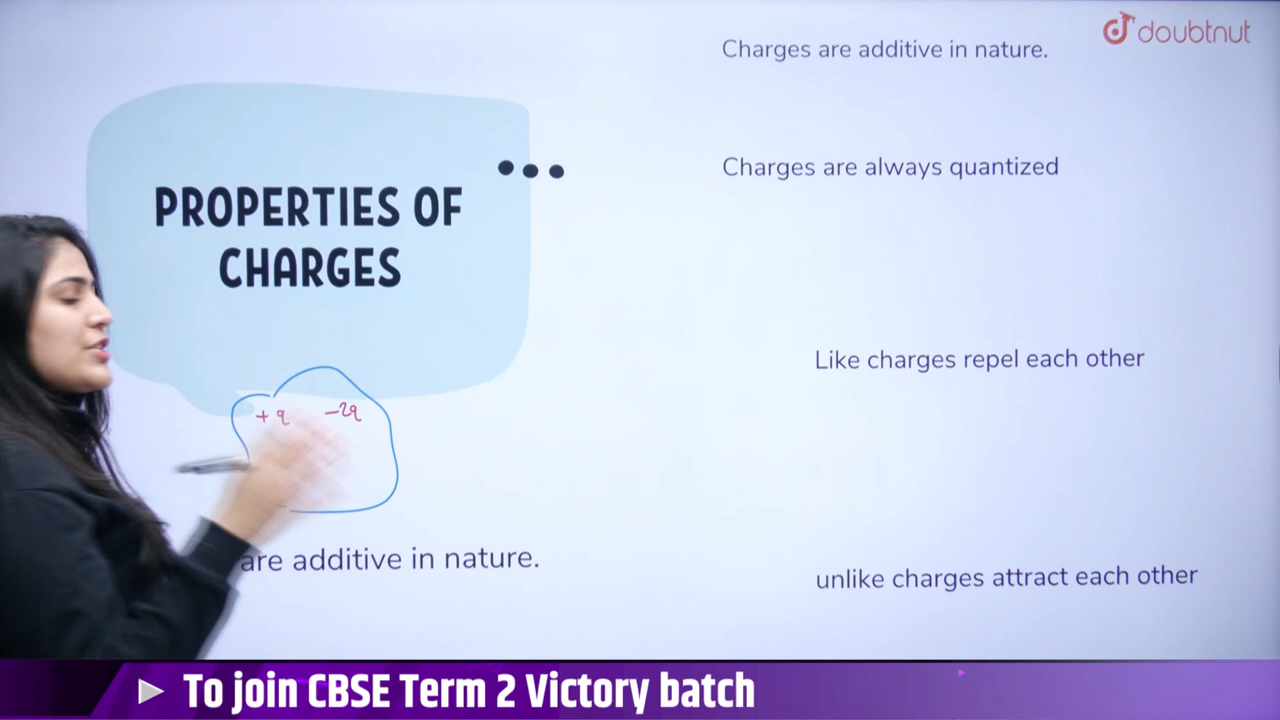 doubtnut
Charges are additive in nature.
PROPERTIES OF
CHARGES
Charges are always quantized
Like charges repel each other
+q -2q
are additive in nature.
unlike charges attract each other
To join CBSE Term 2 Victory batch